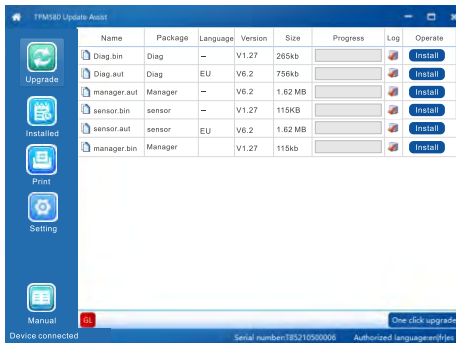 TPM580 Update Assist
Name Package Language Version Size Progress Log Operate
Diag.bin Diag – V1.27 265kb Install
Diag.aut Diag EU V6.2 756kb Install
manager.aut Manager – V6.2 1.62 MB Install
sensor.bin sensor – V1.27 115KB Install
sensor.aut sensor EU V6.2 1.62 MB Install
manager.bin Manager V1.27 115kb Install
Upgrade
Installed
Print
Setting
Manual
GL
One click upgrade
Device connected
Serial number:T85210500006 Authorized language:en|fr|es